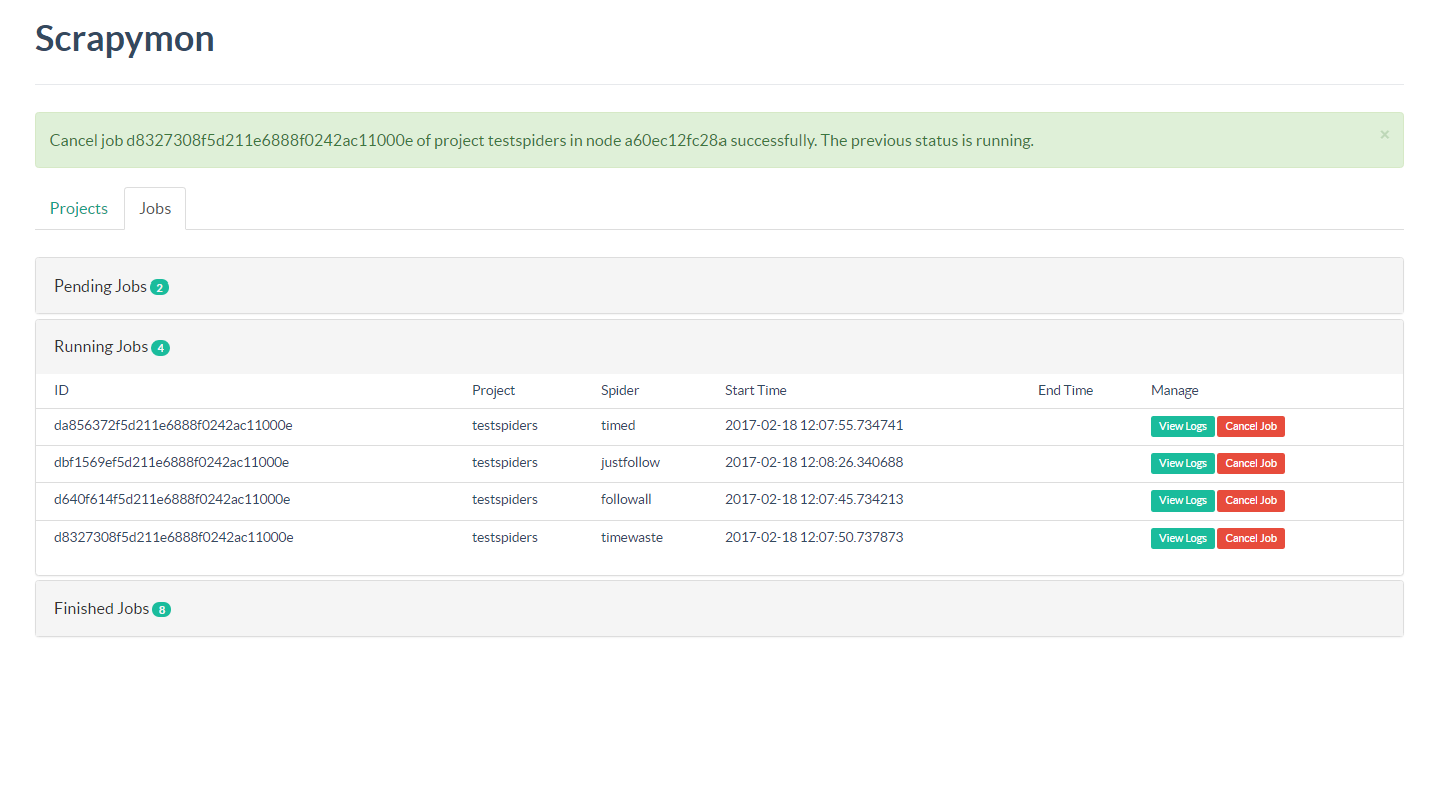 Scrapymon
Cancel job d8327308f5d211e6888f0242ac11000e of project testspiders in node a60ec12fc28a successfully. The previous status is running. ×
Projects Jobs
Pending Jobs 2
Running Jobs 4
ID Project Spider Start Time End Time Manage
da856372f5d211e6888f0242ac11000e testspiders timed 2017-02-18 12:07:55.734741 View Logs Cancel Job
dbf1569ef5d211e6888f0242ac11000e testspiders justfollow 2017-02-18 12:08:26.340688 View Logs Cancel Job
d640f614f5d211e6888f0242ac11000e testspiders followall 2017-02-18 12:07:45.734213 View Logs Cancel Job
d8327308f5d211e6888f0242ac11000e testspiders timewaste 2017-02-18 12:07:50.737873 View Logs Cancel Job
Finished Jobs 8